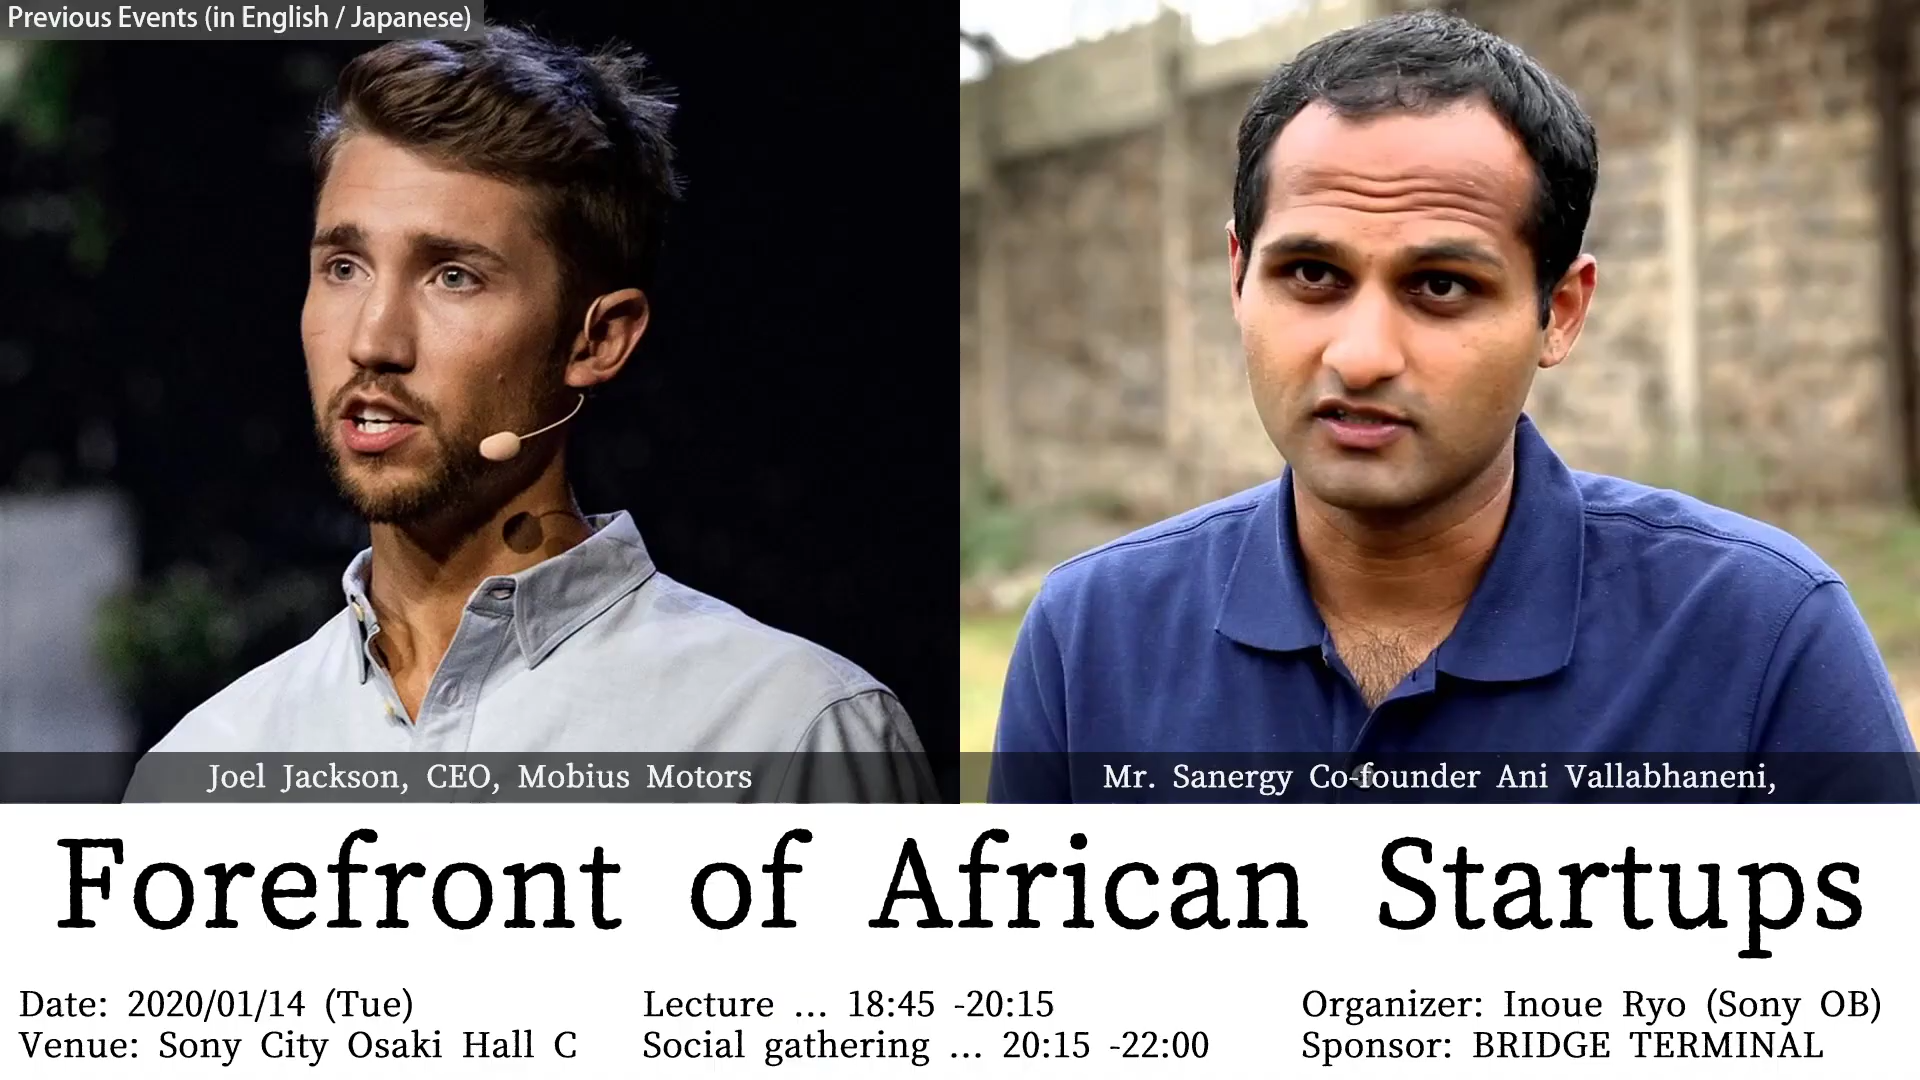 Previous Events (in English / Japanese)
Joel Jackson, CEO, Mobius Motors
Mr. Sanergy Co-founder Ani Vallabhaneni,
Forefront of African Startups
Date: 2020/01/14 (Tue)
Venue: Sony City Osaki Hall C
Lecture ... 18:45 -20:15
Social gathering ... 20:15 -22:00
Organizer: Inoue Ryo (Sony OB)
Sponsor: BRIDGE TERMINAL